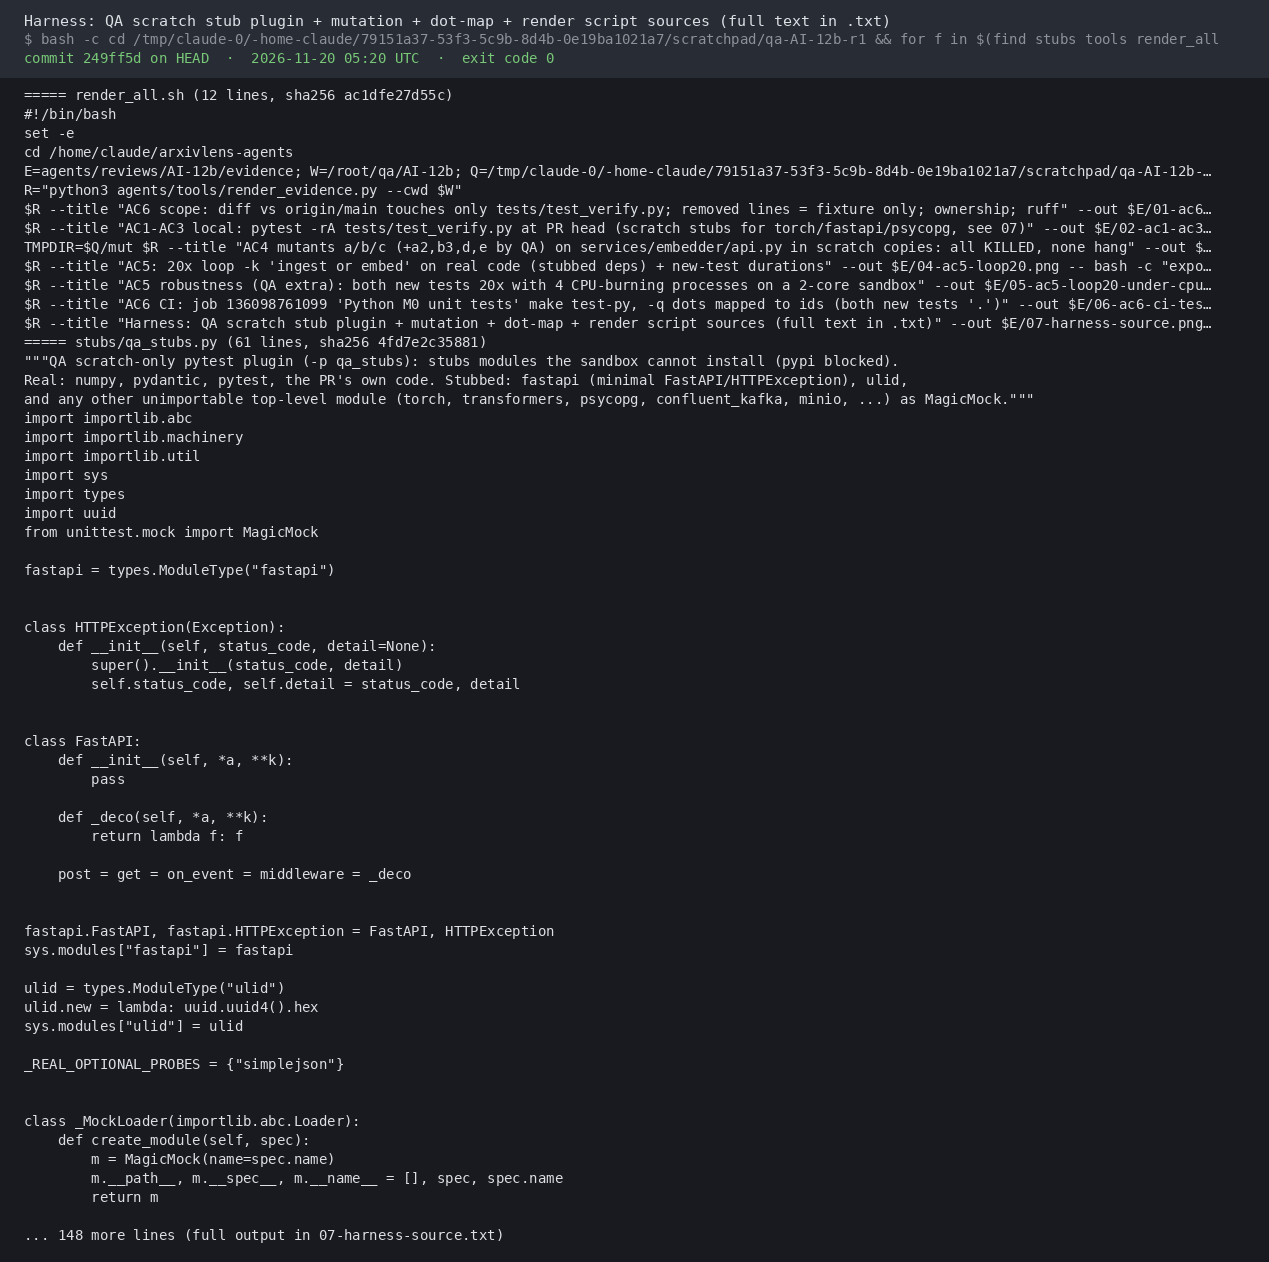 Harness: QA scratch stub plugin + mutation + dot-map + render script sources (full text in .txt)
$ bash -c cd /tmp/claude-0/-home-claude/79151a37-53f3-5c9b-8d4b-0e19ba1021a7/scratchpad/qa-AI-12b-r1 && for f in $(find stubs tools render_all
commit 249ff5d on HEAD  ·  2026-11-20 05:20 UTC  ·  exit code 0
===== render_all.sh (12 lines, sha256 ac1dfe27d55c)
#!/bin/bash
set -e
cd /home/claude/arxivlens-agents
E=agents/reviews/AI-12b/evidence; W=/root/qa/AI-12b; Q=/tmp/claude-0/-home-claude/79151a37-53f3-5c9b-8d4b-0e19ba1021a7/scratchpad/qa-AI-12b-…
R="python3 agents/tools/render_evidence.py --cwd $W"
$R --title "AC6 scope: diff vs origin/main touches only tests/test_verify.py; removed lines = fixture only; ownership; ruff" --out $E/01-ac6…
$R --title "AC1-AC3 local: pytest -rA tests/test_verify.py at PR head (scratch stubs for torch/fastapi/psycopg, see 07)" --out $E/02-ac1-ac3…
TMPDIR=$Q/mut $R --title "AC4 mutants a/b/c (+a2,b3,d,e by QA) on services/embedder/api.py in scratch copies: all KILLED, none hang" --out $…
$R --title "AC5: 20x loop -k 'ingest or embed' on real code (stubbed deps) + new-test durations" --out $E/04-ac5-loop20.png -- bash -c "expo…
$R --title "AC5 robustness (QA extra): both new tests 20x with 4 CPU-burning processes on a 2-core sandbox" --out $E/05-ac5-loop20-under-cpu…
$R --title "AC6 CI: job 136098761099 'Python M0 unit tests' make test-py, -q dots mapped to ids (both new tests '.')" --out $E/06-ac6-ci-tes…
$R --title "Harness: QA scratch stub plugin + mutation + dot-map + render script sources (full text in .txt)" --out $E/07-harness-source.png…
===== stubs/qa_stubs.py (61 lines, sha256 4fd7e2c35881)
"""QA scratch-only pytest plugin (-p qa_stubs): stubs modules the sandbox cannot install (pypi blocked).
Real: numpy, pydantic, pytest, the PR's own code. Stubbed: fastapi (minimal FastAPI/HTTPException), ulid,
and any other unimportable top-level module (torch, transformers, psycopg, confluent_kafka, minio, ...) as MagicMock."""
import importlib.abc
import importlib.machinery
import importlib.util
import sys
import types
import uuid
from unittest.mock import MagicMock

fastapi = types.ModuleType("fastapi")


class HTTPException(Exception):
    def __init__(self, status_code, detail=None):
        super().__init__(status_code, detail)
        self.status_code, self.detail = status_code, detail


class FastAPI:
    def __init__(self, *a, **k):
        pass

    def _deco(self, *a, **k):
        return lambda f: f

    post = get = on_event = middleware = _deco


fastapi.FastAPI, fastapi.HTTPException = FastAPI, HTTPException
sys.modules["fastapi"] = fastapi

ulid = types.ModuleType("ulid")
ulid.new = lambda: uuid.uuid4().hex
sys.modules["ulid"] = ulid

_REAL_OPTIONAL_PROBES = {"simplejson"}


class _MockLoader(importlib.abc.Loader):
    def create_module(self, spec):
        m = MagicMock(name=spec.name)
        m.__path__, m.__spec__, m.__name__ = [], spec, spec.name
        return m

... 148 more lines (full output in 07-harness-source.txt)